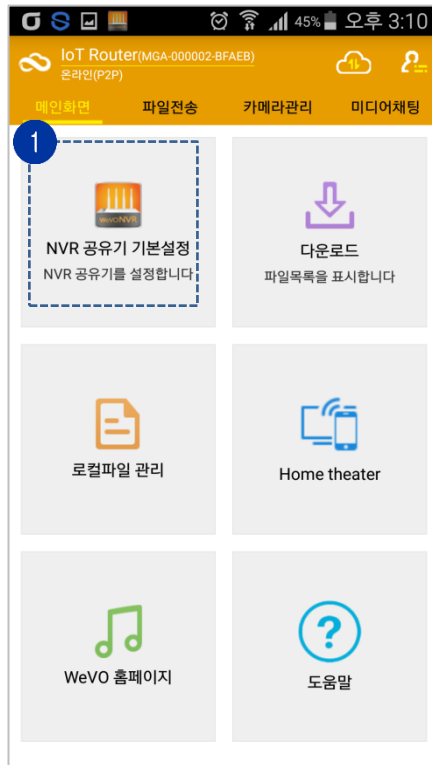 45% 오후 3:10
IoT Router(MGA-000002-BFAEB)
온라인(P2P)
메인화면 파일전송 카메라관리 미디어채팅
1
WeVO NVR
NVR 공유기 기본설정
NVR 공유기를 설정합니다
다운로드
파일목록을 표시합니다
로컬파일 관리
Home theater
WeVO 홈페이지
?
도움말